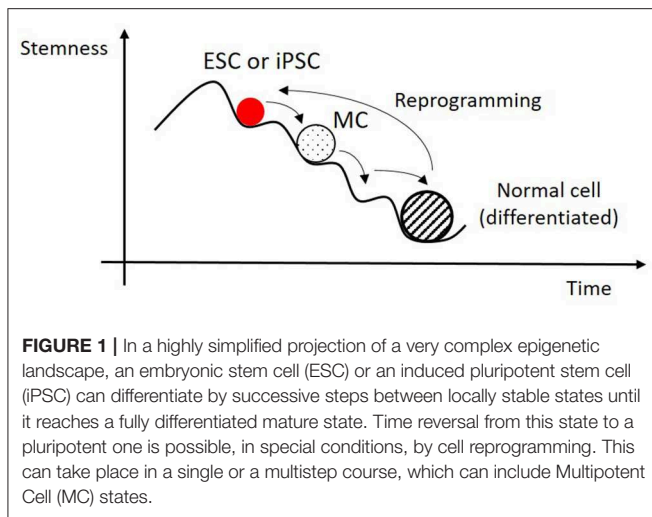 Stemness
ESC or iPSC
Reprogramming
MC
Normal cell
(differentiated)
Time
FIGURE 1 | In a highly simplified projection of a very complex epigenetic
landscape, an embryonic stem cell (ESC) or an induced pluripotent stem cell
(iPSC) can differentiate by successive steps between locally stable states until
it reaches a fully differentiated mature state. Time reversal from this state to a
pluripotent one is possible, in special conditions, by cell reprogramming. This
can take place in a single or a multistep course, which can include Multipotent
Cell (MC) states.